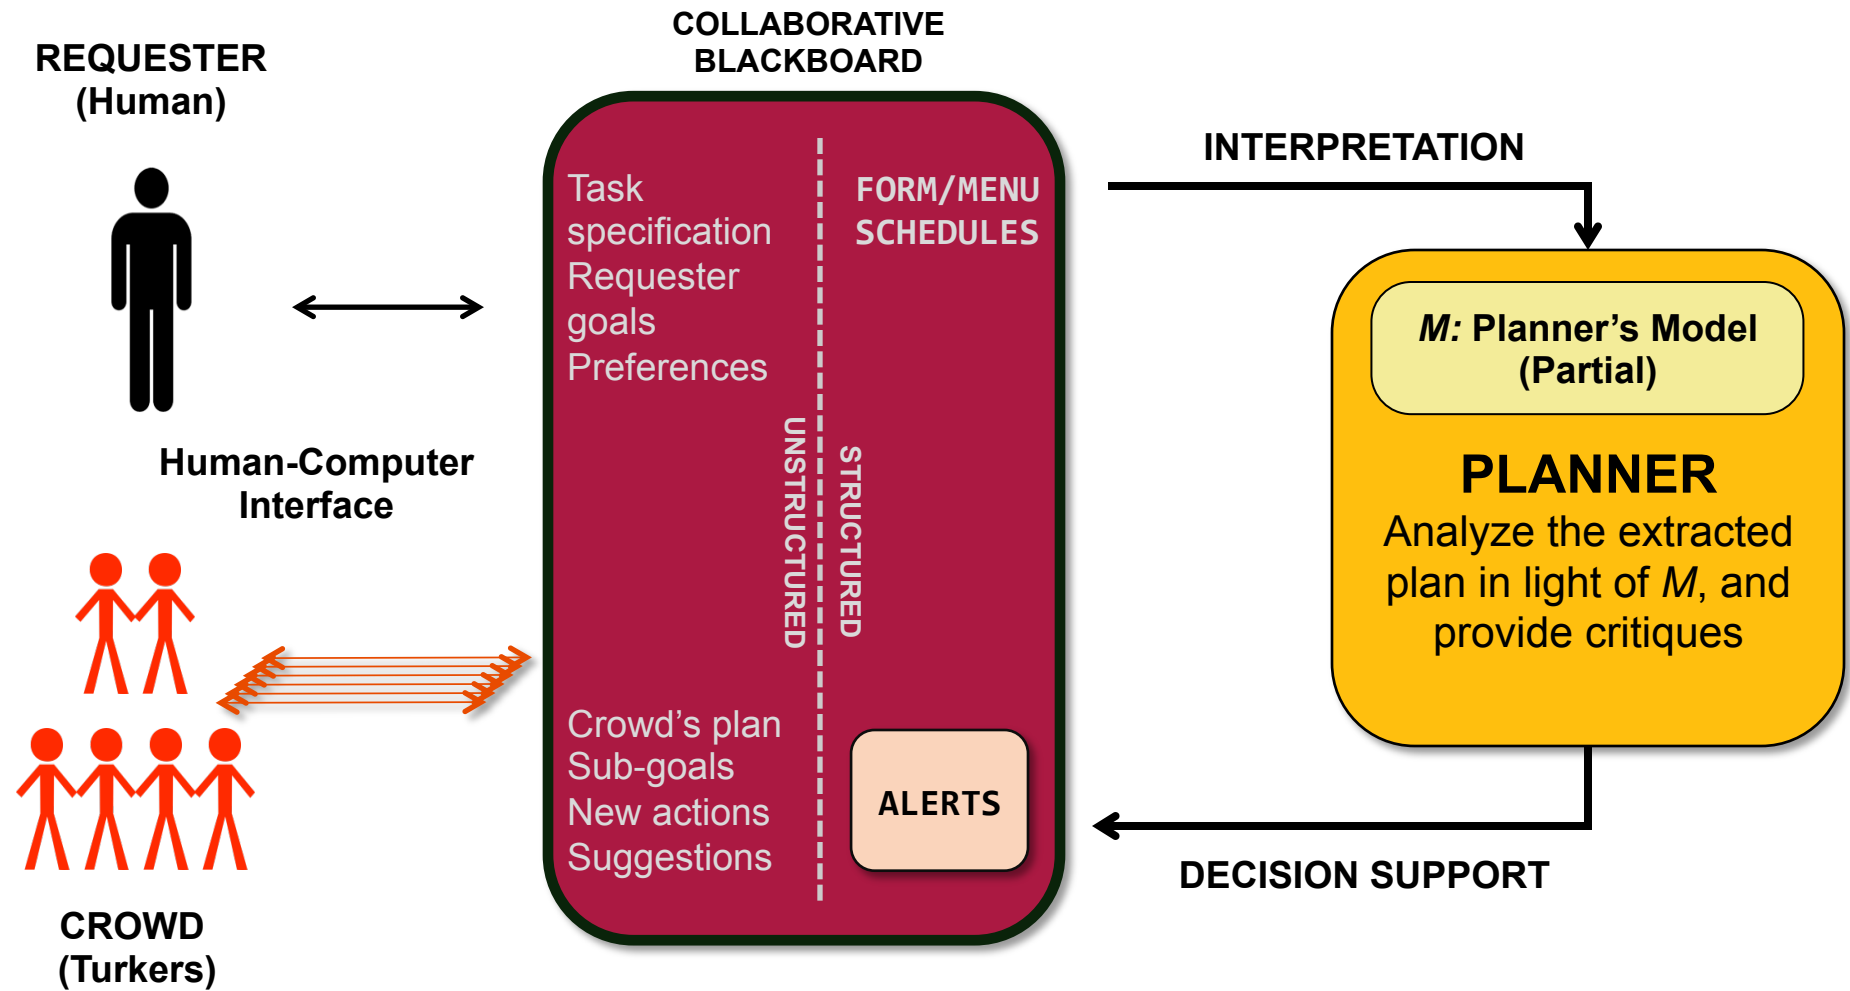 REQUESTER
(Human)
Human-Computer
Interface
CROWD
(Turkers)
COLLABORATIVE
BLACKBOARD
Task
specification
Requester
goals
Preferences
UNSTRUCTURED
Crowd’s plan
Sub-goals
New actions
Suggestions
FORM/MENU
SCHEDULES
STRUCTURED
ALERTS
INTERPRETATION
M: Planner’s Model
(Partial)
PLANNER
Analyze the extracted
plan in light of M, and
provide critiques
DECISION SUPPORT